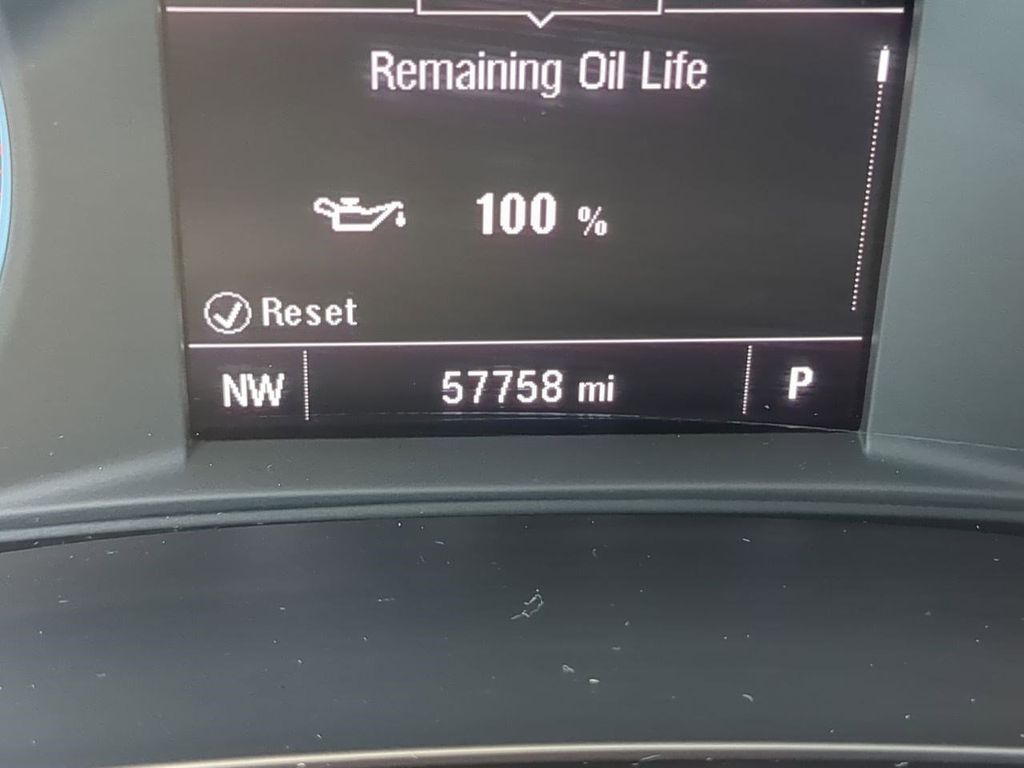 Remaining Oil Life
100 %
Reset
NW 57758 mi P